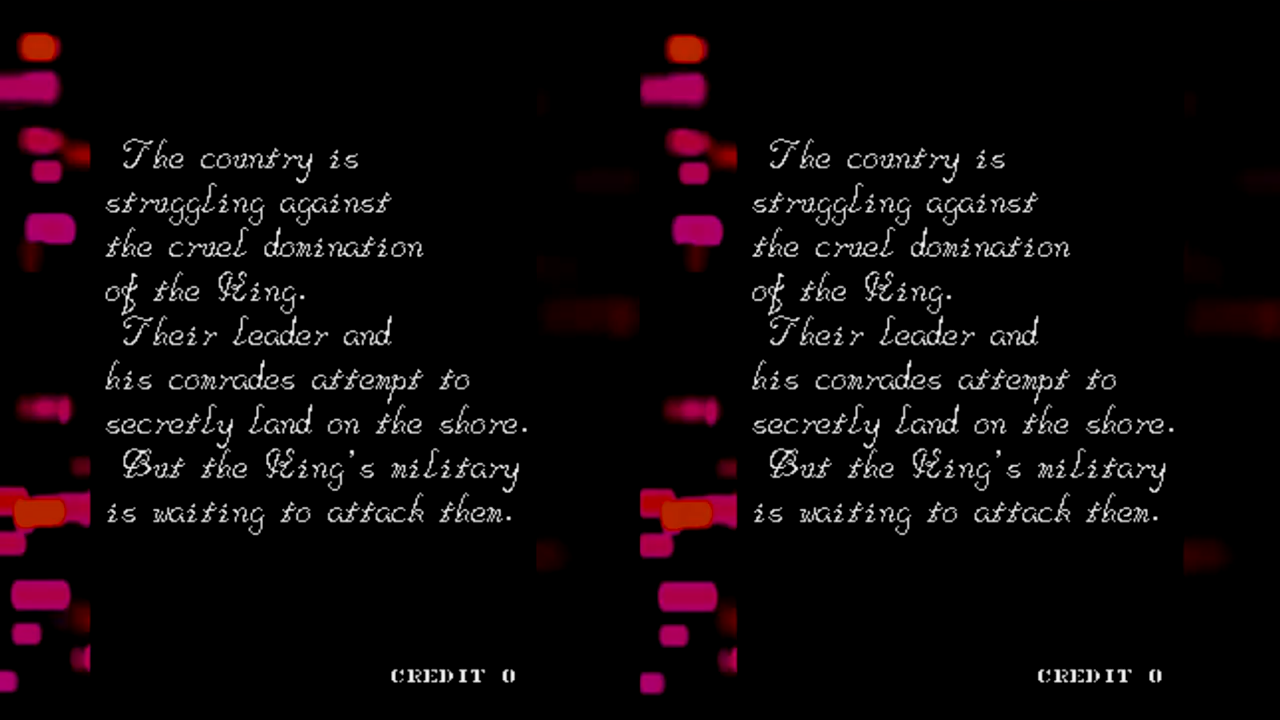 The country is
struggling against
the cruel domination
of the King.
Their leader and
his comrades attempt to
secretly land on the shore.
But the King's military
is waiting to attack them.
CREDIT 0
The country is
struggling against
the cruel domination
of the King.
Their leader and
his comrades attempt to
secretly land on the shore.
But the King's military
is waiting to attack them.
CREDIT 0